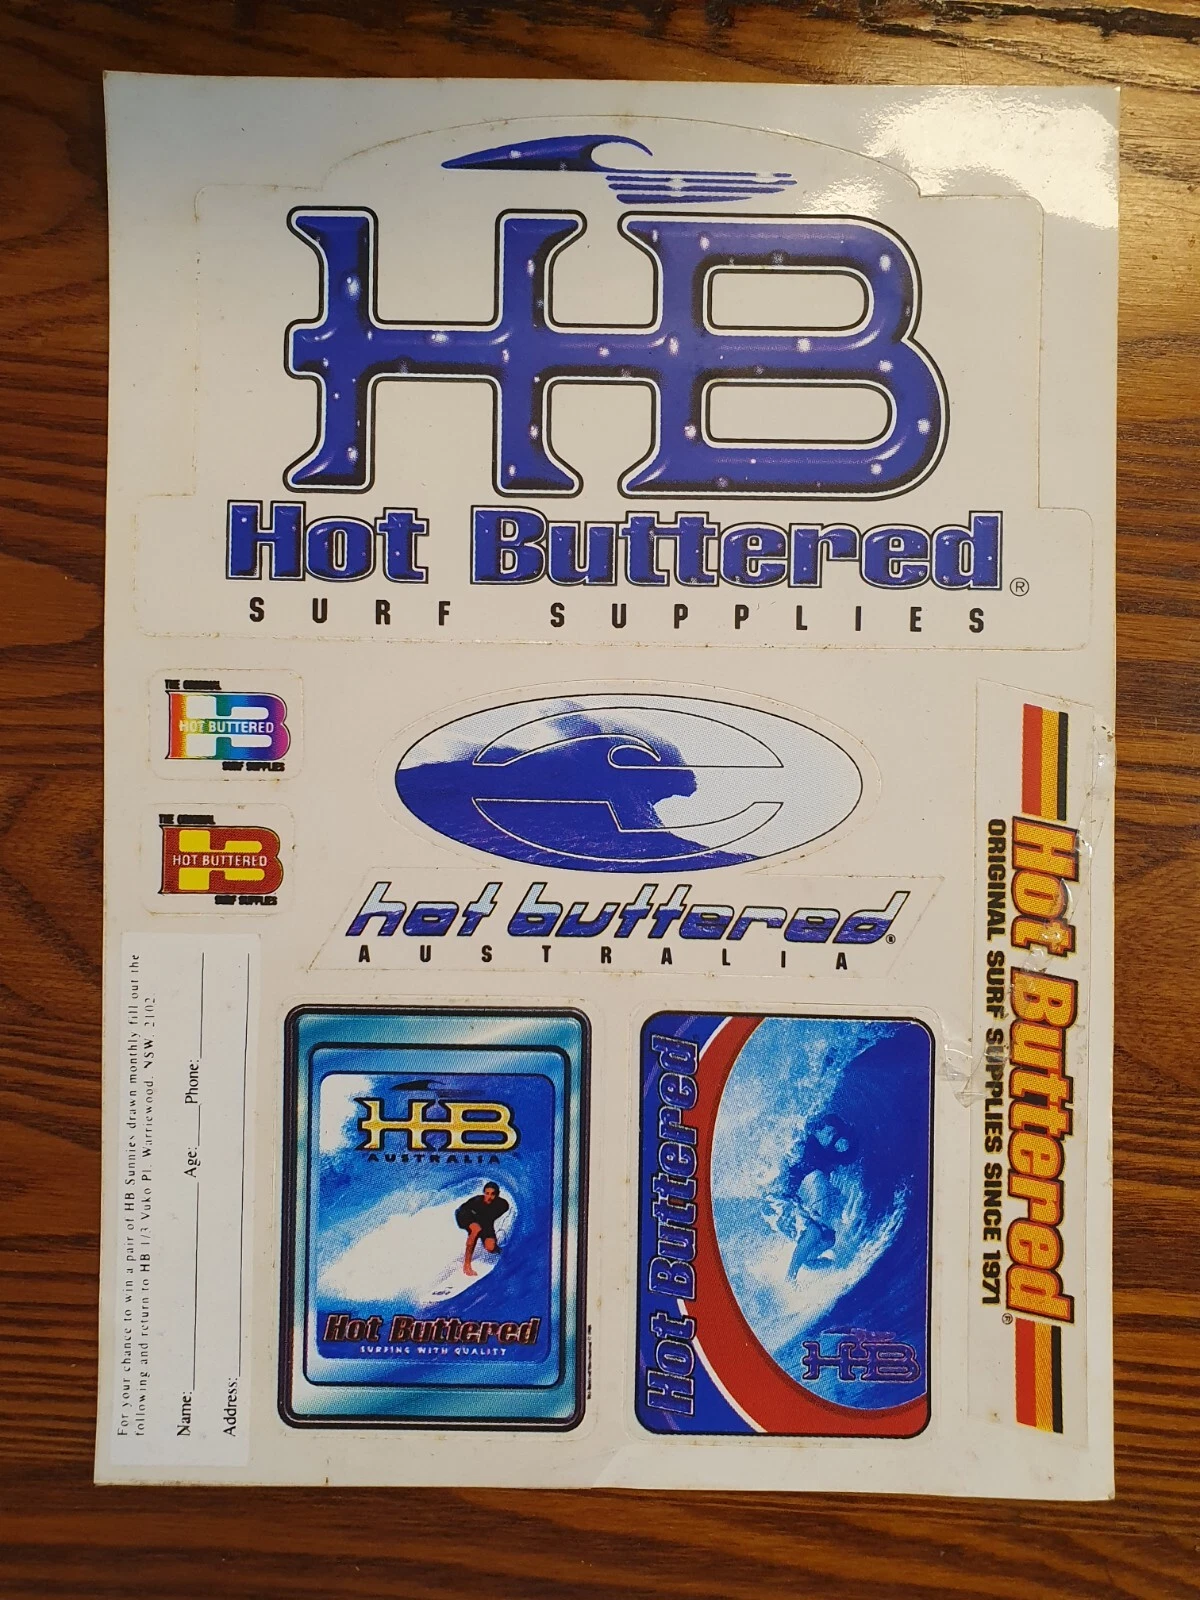 HB
Hot Buttered ®
SURF SUPPLIES
THE ORIGINAL
HB
HOT BUTTERED
SURF SUPPLIES
THE ORIGINAL
HB
HOT BUTTERED
SURF SUPPLIES
hot buttered ®
AUSTRALIA
Hot Buttered ®
ORIGINAL SURF SUPPLIES SINCE 1971
For your chance to win a pair of HB Sunnies drawn monthly fill out the
following and return to HB 1/3 Vuko Pl. Warriewood. NSW, 2102.
Name: Age: Phone:
Address:
HB
AUSTRALIA
Hot Buttered
SURFING WITH QUALITY
Hot Buttered
HB